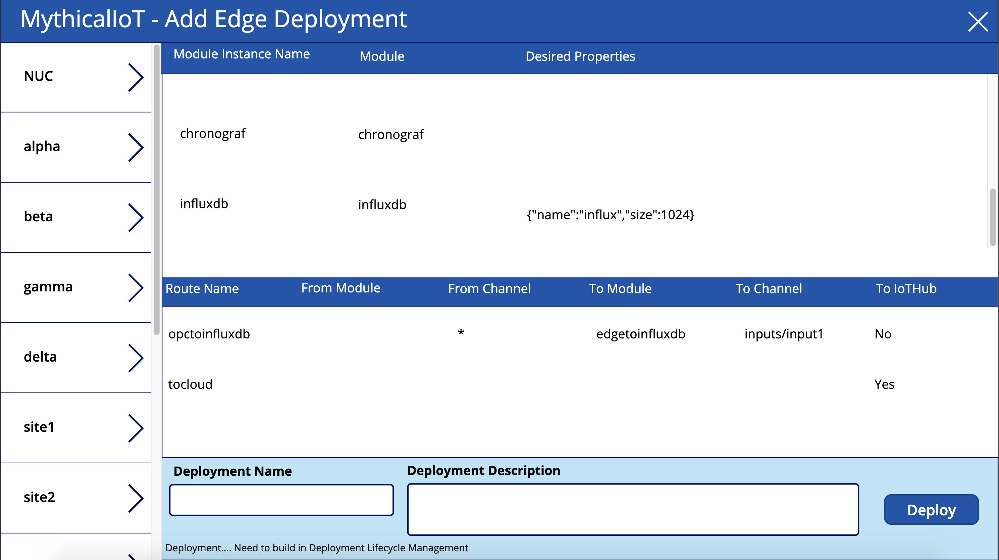 MythicalIoT - Add Edge Deployment
NUC
alpha
beta
gamma
delta
site1
site2
Module Instance Name Module Desired Properties
chronograf chronograf
influxdb influxdb {"name":"influx","size":1024}
Route Name From Module From Channel To Module To Channel To IoTHub
opctoinfluxdb * edgetoinfluxdb inputs/input1 No
tocloud Yes
Deployment Name Deployment Description
Deploy
Deployment.... Need to build in Deployment Lifecycle Management